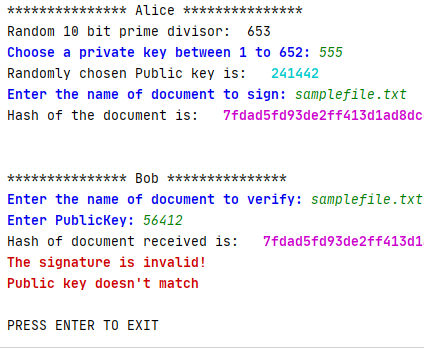 *************** Alice ***************
Random 10 bit prime divisor: 653
Choose a private key between 1 to 652: 555
Randomly chosen Public key is: 241442
Enter the name of document to sign: samplefile.txt
Hash of the document is: 7fdad5fd93de2ff413d1ad8dc
*************** Bob ***************
Enter the name of document to verify: samplefile.txt
Enter PublicKey: 56412
Hash of document received is: 7fdad5fd93de2ff413d1
The signature is invalid!
Public key doesn't match
PRESS ENTER TO EXIT